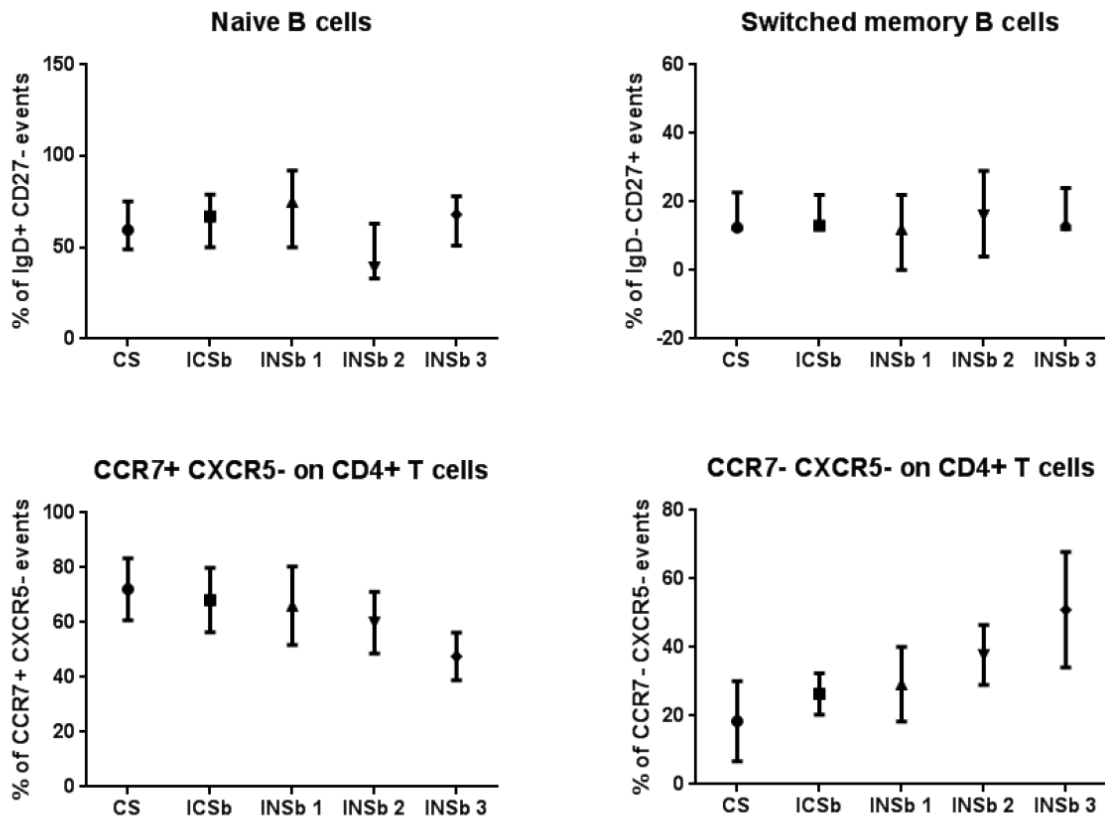 Naive B cells
% of IgD+ CD27- events
150
100
50
0
CS ICSb INSb 1 INSb 2 INSb 3
Switched memory B cells
% of IgD- CD27+ events
60
40
20
0
-20
CS ICSb INSb 1 INSb 2 INSb 3
CCR7+ CXCR5- on CD4+ T cells
% of CCR7+ CXCR5- events
100
80
60
40
20
0
CS ICSb INSb 1 INSb 2 INSb 3
CCR7- CXCR5- on CD4+ T cells
% of CCR7- CXCR5- events
80
60
40
20
0
CS ICSb INSb 1 INSb 2 INSb 3